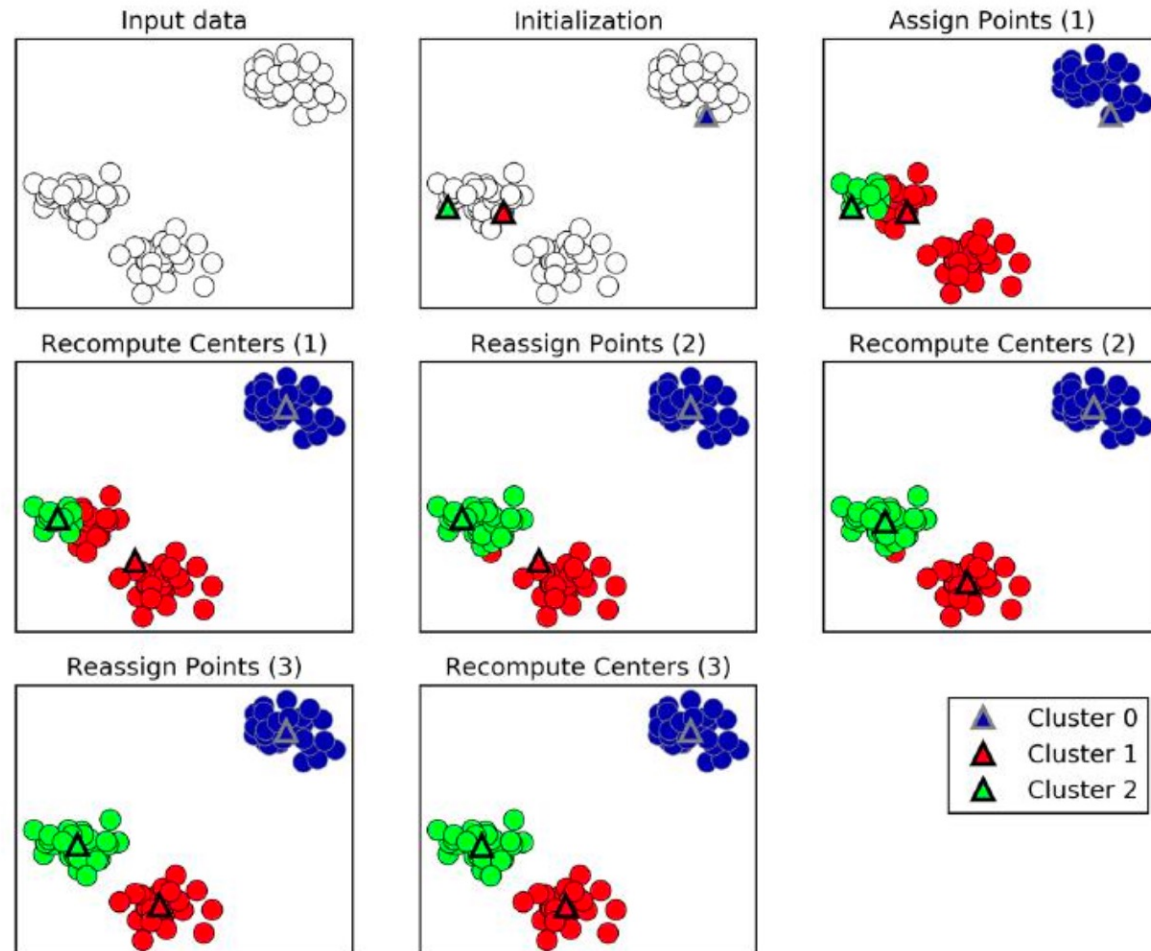 Input data
Initialization
Assign Points (1)
Recompute Centers (1)
Reassign Points (2)
Recompute Centers (2)
Reassign Points (3)
Recompute Centers (3)
Cluster 0
Cluster 1
Cluster 2